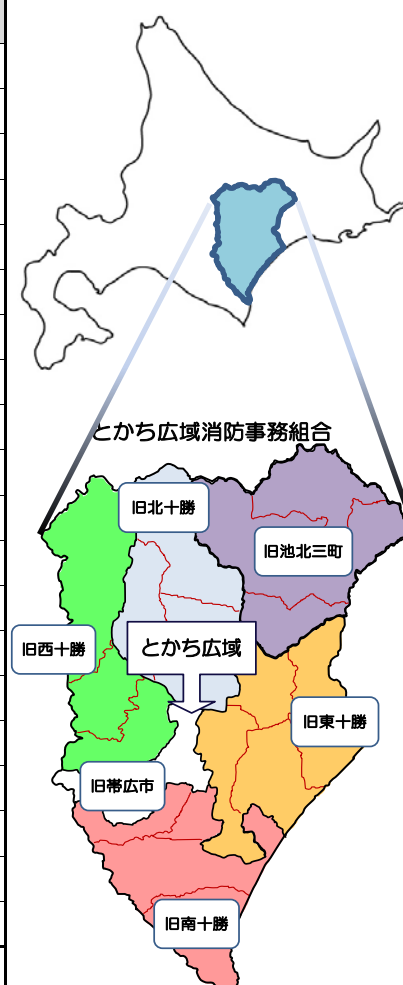 とかち広域消防事務組合
旧北十勝
旧池北三町
旧西十勝
とかち広域
旧東十勝
旧帯広市
旧南十勝